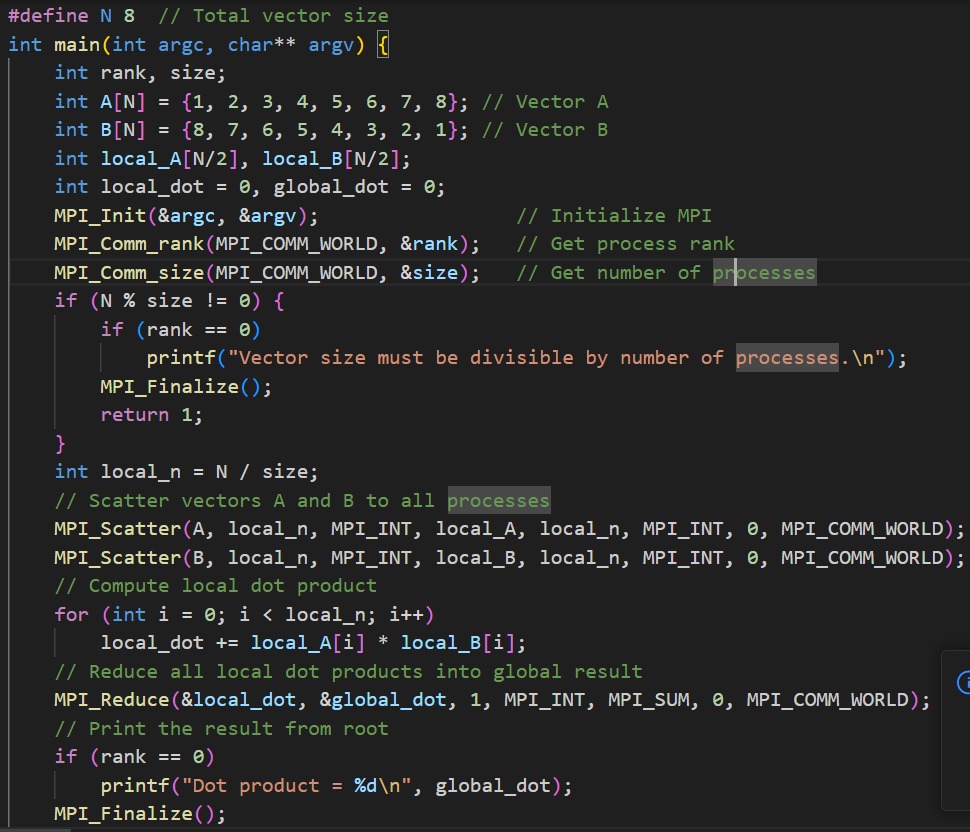 #define N 8  // Total vector size
int main(int argc, char** argv) {
    int rank, size;
    int A[N] = {1, 2, 3, 4, 5, 6, 7, 8}; // Vector A
    int B[N] = {8, 7, 6, 5, 4, 3, 2, 1}; // Vector B
    int local_A[N/2], local_B[N/2];
    int local_dot = 0, global_dot = 0;
    MPI_Init(&argc, &argv);                 // Initialize MPI
    MPI_Comm_rank(MPI_COMM_WORLD, &rank);   // Get process rank
    MPI_Comm_size(MPI_COMM_WORLD, &size);   // Get number of processes
    if (N % size != 0) {
        if (rank == 0)
            printf("Vector size must be divisible by number of processes.\n");
        MPI_Finalize();
        return 1;
    }
    int local_n = N / size;
    // Scatter vectors A and B to all processes
    MPI_Scatter(A, local_n, MPI_INT, local_A, local_n, MPI_INT, 0, MPI_COMM_WORLD);
    MPI_Scatter(B, local_n, MPI_INT, local_B, local_n, MPI_INT, 0, MPI_COMM_WORLD);
    // Compute local dot product
    for (int i = 0; i < local_n; i++)
        local_dot += local_A[i] * local_B[i];
    // Reduce all local dot products into global result
    MPI_Reduce(&local_dot, &global_dot, 1, MPI_INT, MPI_SUM, 0, MPI_COMM_WORLD);
    // Print the result from root
    if (rank == 0)
        printf("Dot product = %d\n", global_dot);
    MPI_Finalize();